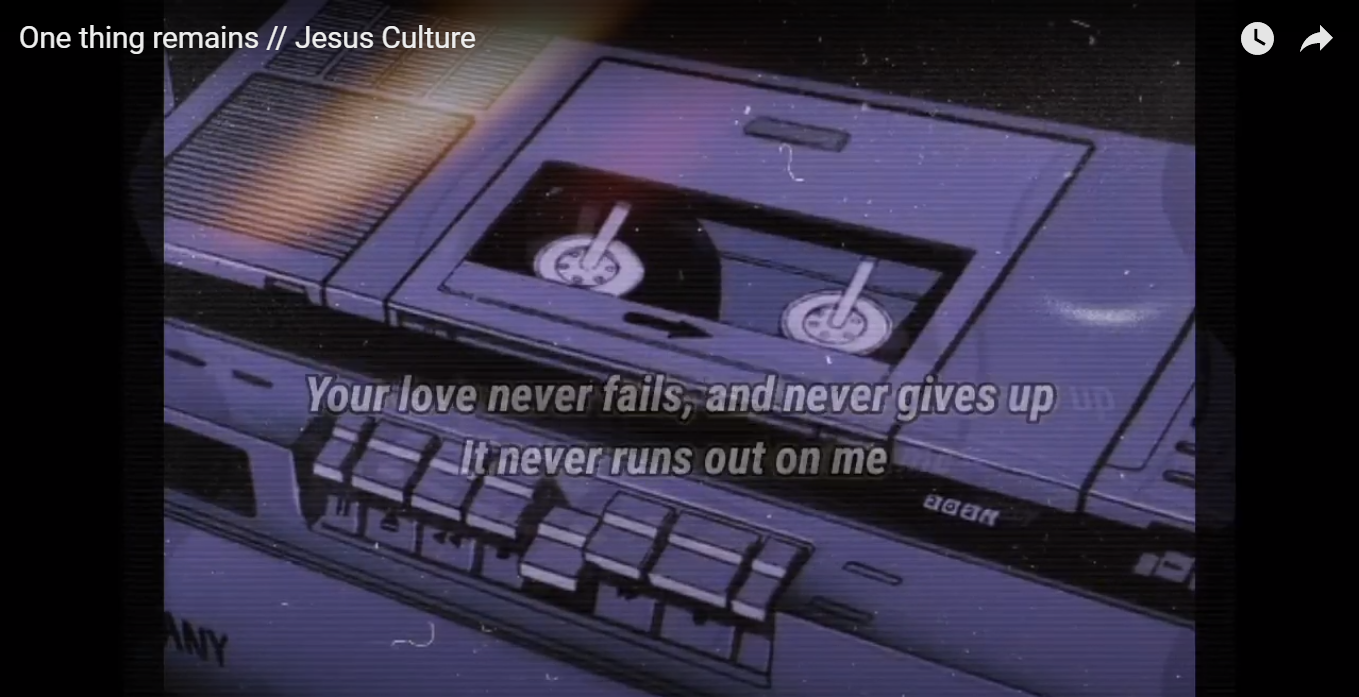 One thing remains // Jesus Culture
Your love never fails, and never gives up
It never runs out on me
ANY